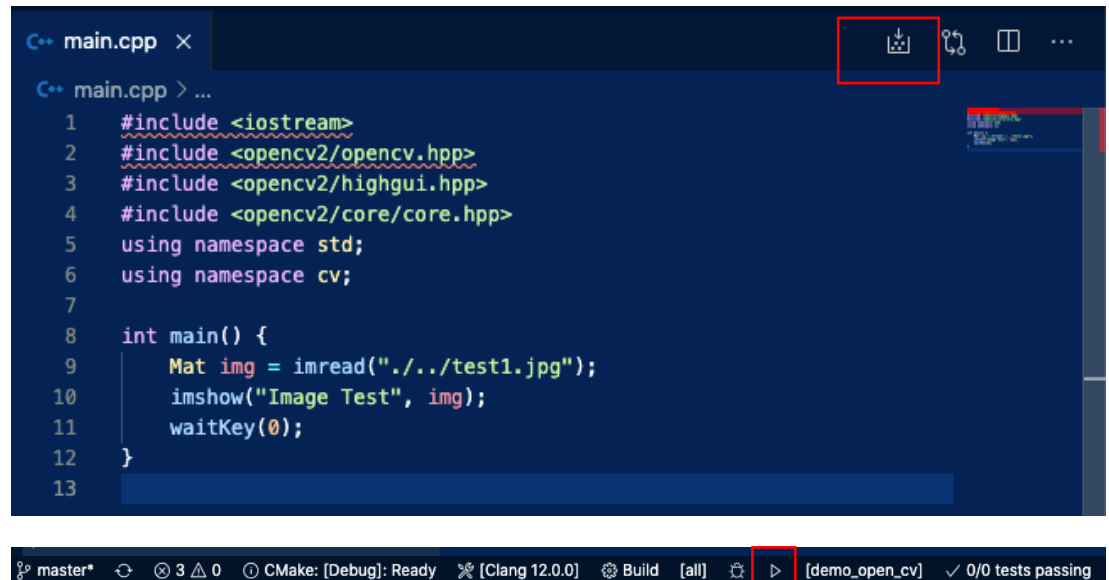 main.cpp
main.cpp > ...
1 #include <iostream>
2 #include <opencv2/opencv.hpp>
3 #include <opencv2/highgui.hpp>
4 #include <opencv2/core/core.hpp>
5 using namespace std;
6 using namespace cv;
7
8 int main() {
9     Mat img = imread("./../test1.jpg");
10     imshow("Image Test", img);
11     waitKey(0);
12 }
13
master* 3 0 CMake: [Debug]: Ready [Clang 12.0.0] Build [all] [demo_open_cv] 0/0 tests passing